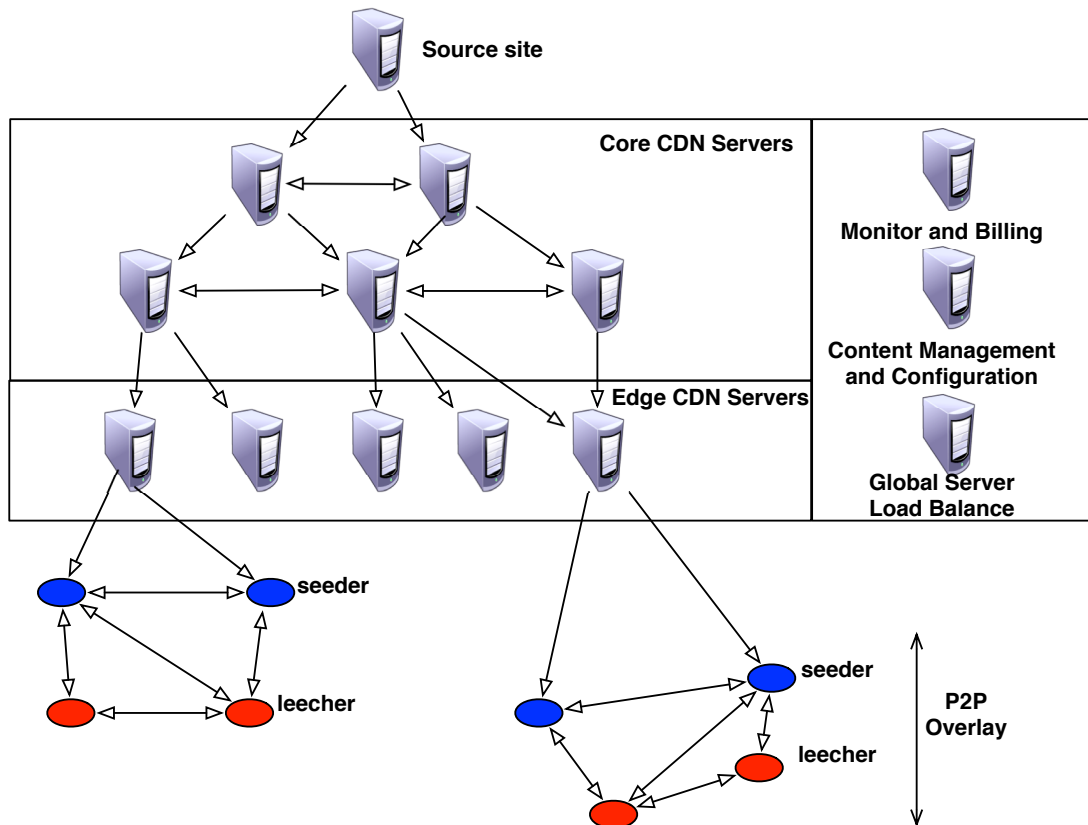 Source site
Core CDN Servers
Monitor and Billing
Content Management
and Configuration
Edge CDN Servers
Global Server
Load Balance
seeder
leecher
seeder
leecher
P2P
Overlay